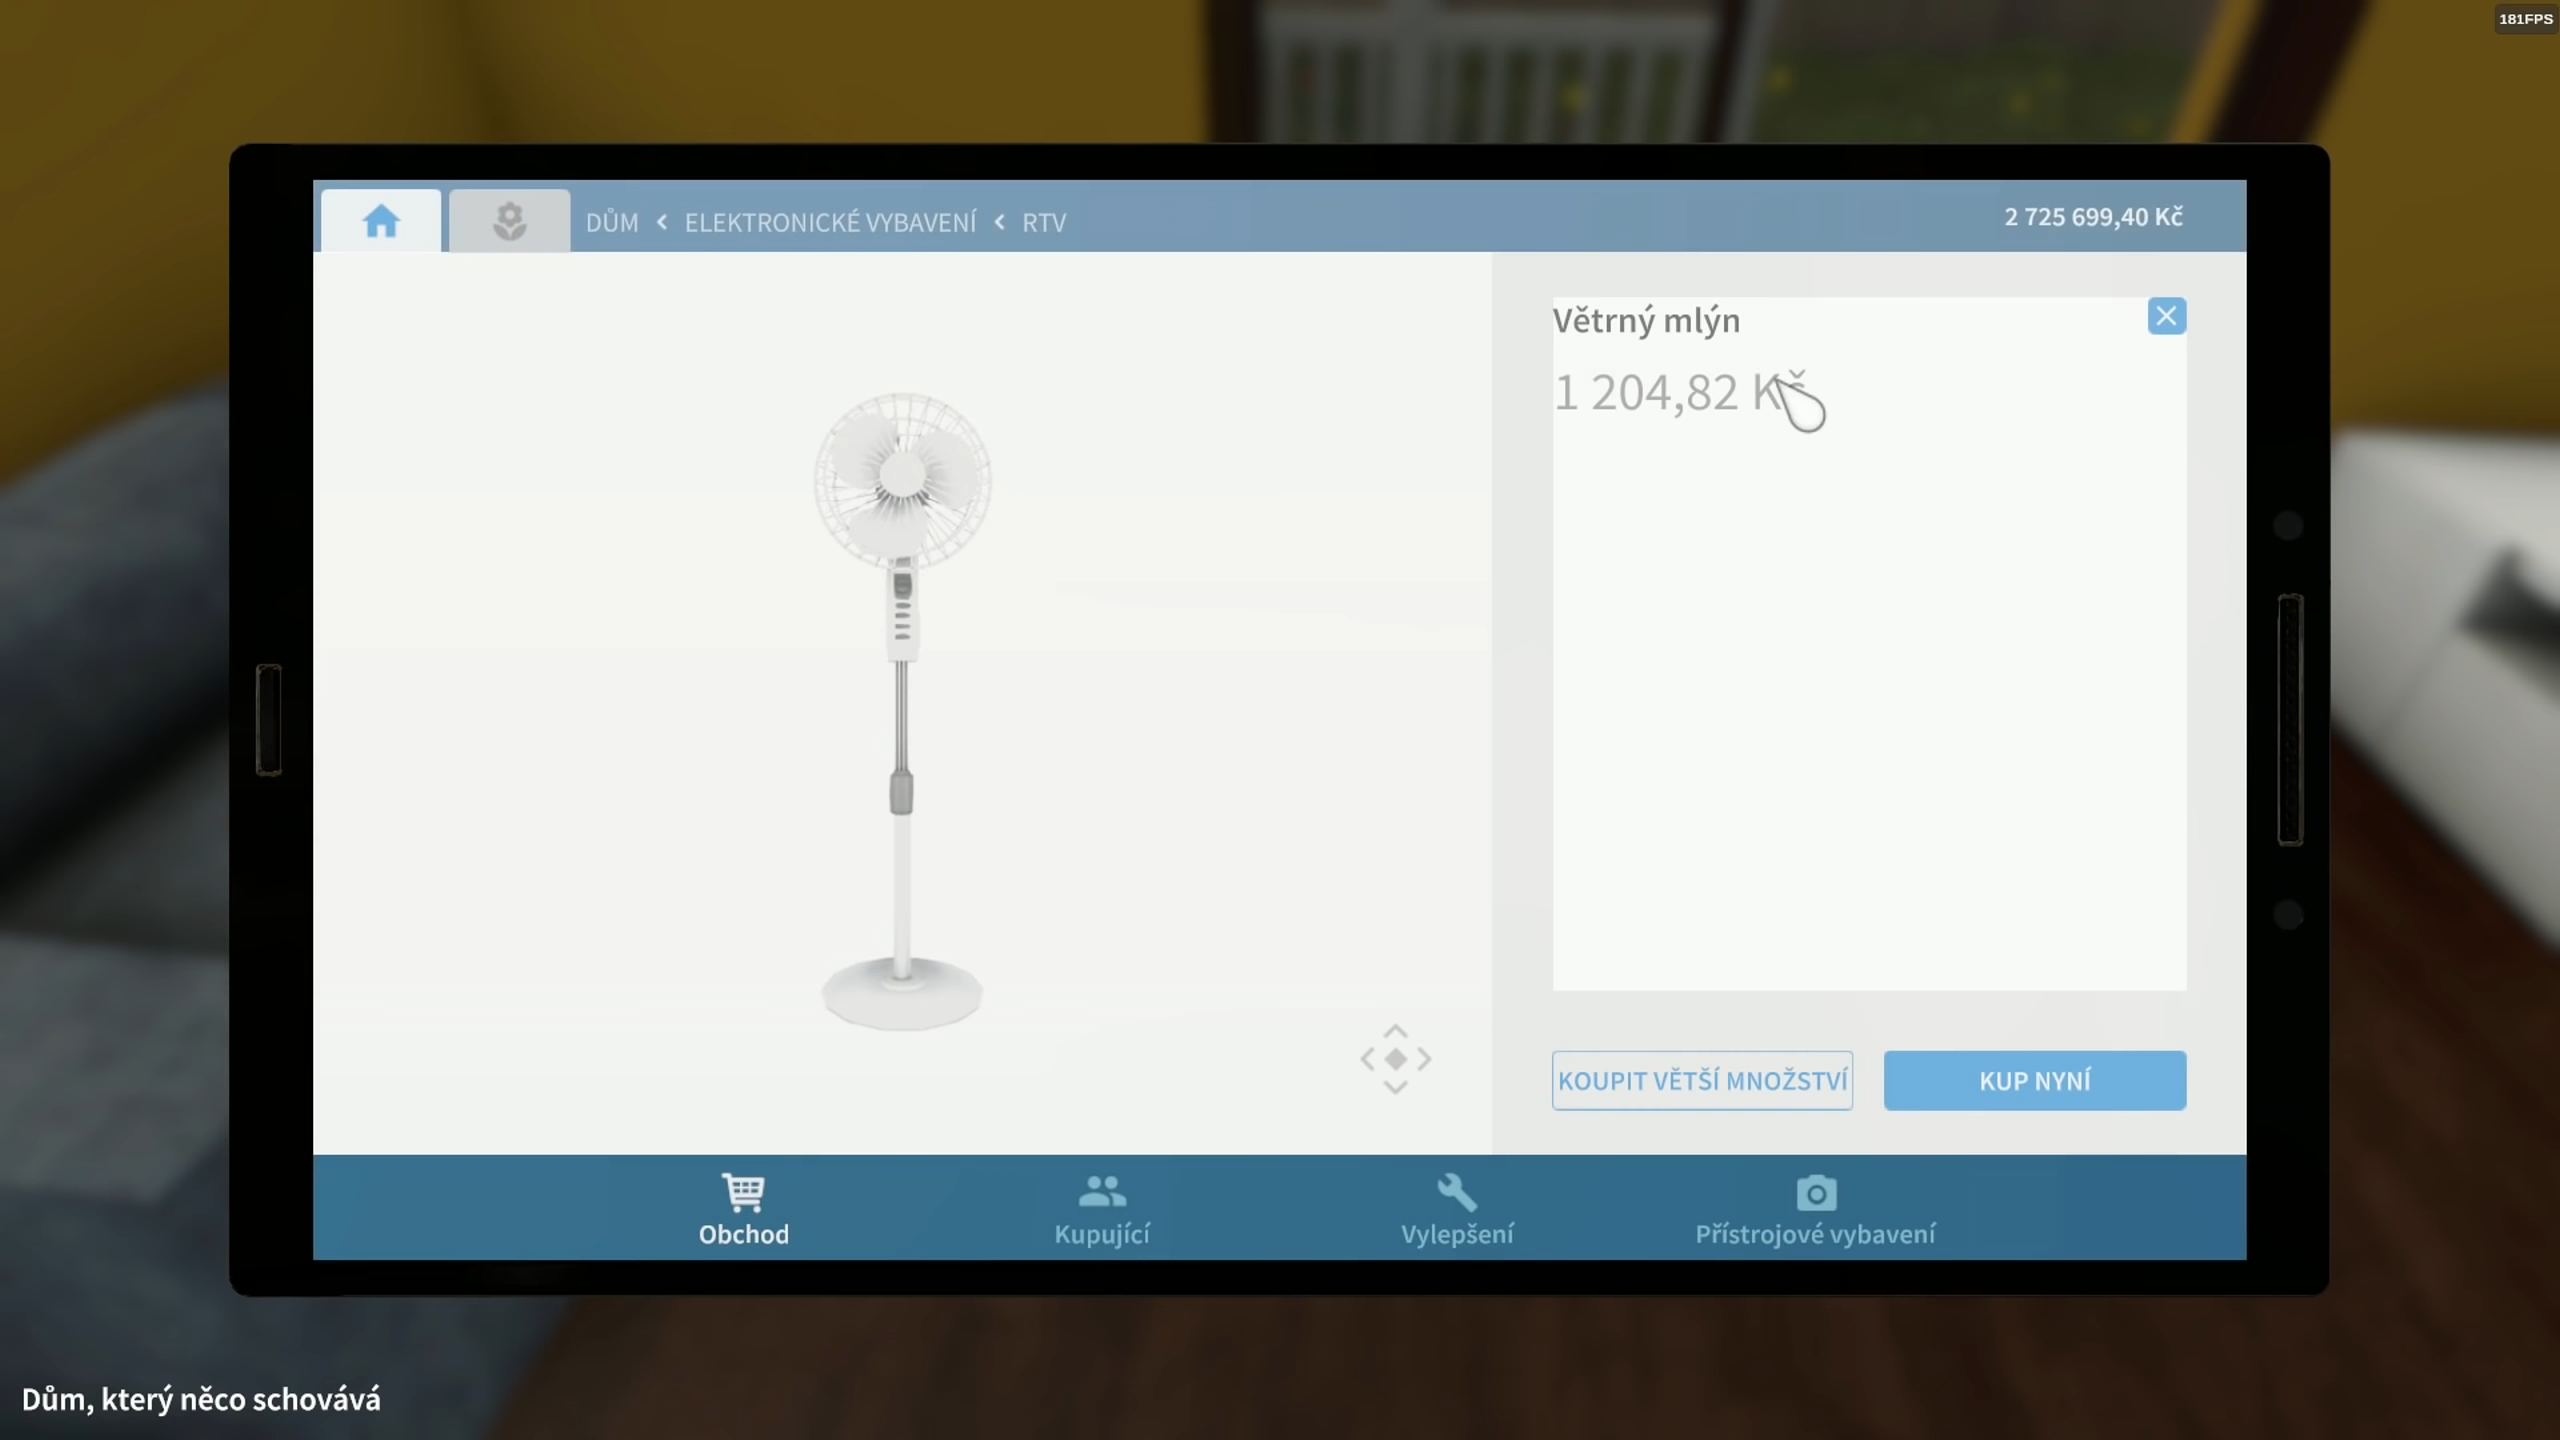 181FPS
DŮM < ELEKTRONICKÉ VYBAVENÍ < RTV
2 725 699,40 Kč
Větrný mlýn
1 204,82 Kč
KOUPIT VĚTŠÍ MNOŽSTVÍ
KUP NYNÍ
Obchod
Kupující
Vylepšení
Přístrojové vybavení
Dům, který něco schovává